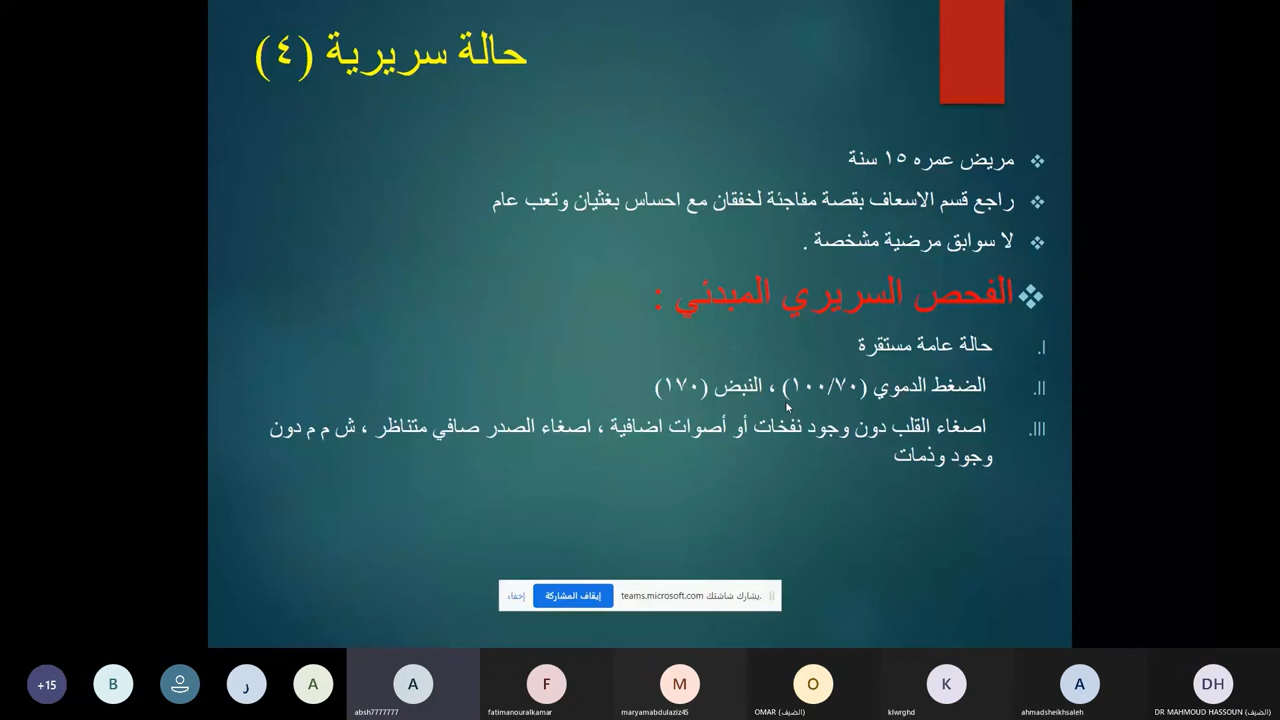 حالة سريرية (٤)
مريض عمره ١٥ سنة
راجع قسم الاسعاف بقصة مفاجئة لخفقان مع احساس بغثيان وتعب عام
لا سوابق مرضية مشخصة .
الفحص السريري المبدئي :
I. حالة عامة مستقرة
II. الضغط الدموي (١٠٠/٧٠) ، النبض (١٧٠)
III. اصغاء القلب دون وجود نفخات أو أصوات اضافية ، اصغاء الصدر صافي متناظر ، ش م م دون
وجود وذمات
يشارك شاشتك teams.microsoft.com.
إيقاف المشاركة
إخفاء
+15
B
ر
A
A
F
M
O
K
A
DH
absh7777777
fatimanouralkamar
maryamabdulaziz45
OMAR (الضيف)
klwrghd
ahmadsheikhsaleh
DR MAHMOUD HASSOUN (الضيف)